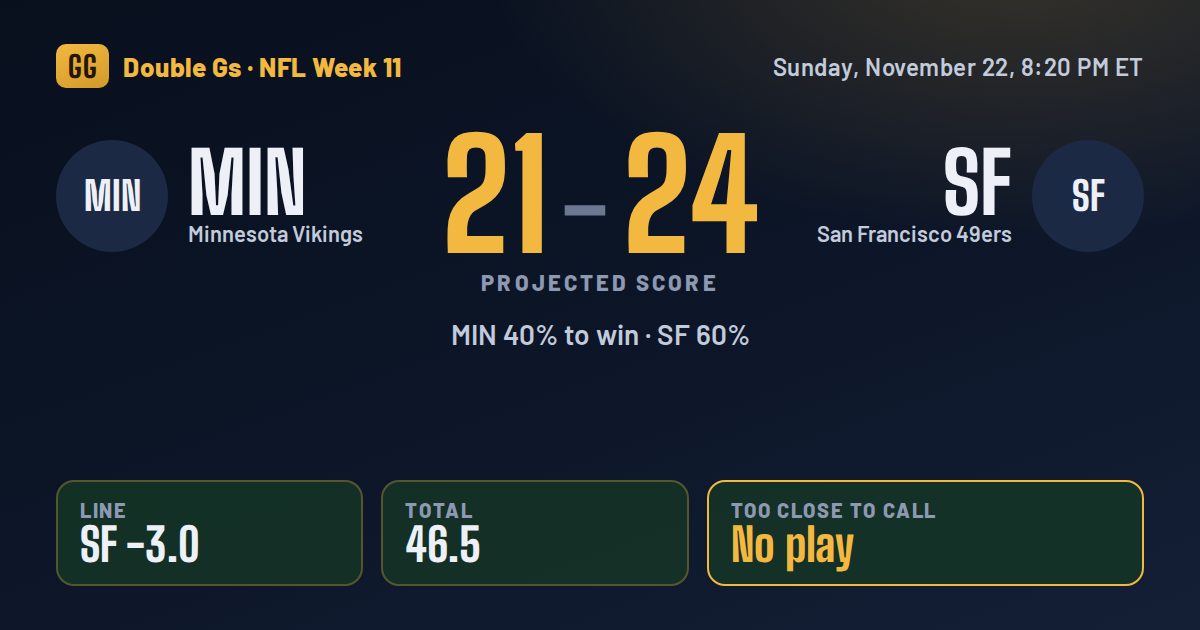 GG Double Gs · NFL Week 11
Sunday, November 22, 8:20 PM ET
MIN
MIN
Minnesota Vikings
21 – 24
PROJECTED SCORE
MIN 40% to win · SF 60%
SF
San Francisco 49ers
SF
LINE
SF -3.0
TOTAL
46.5
TOO CLOSE TO CALL
No play